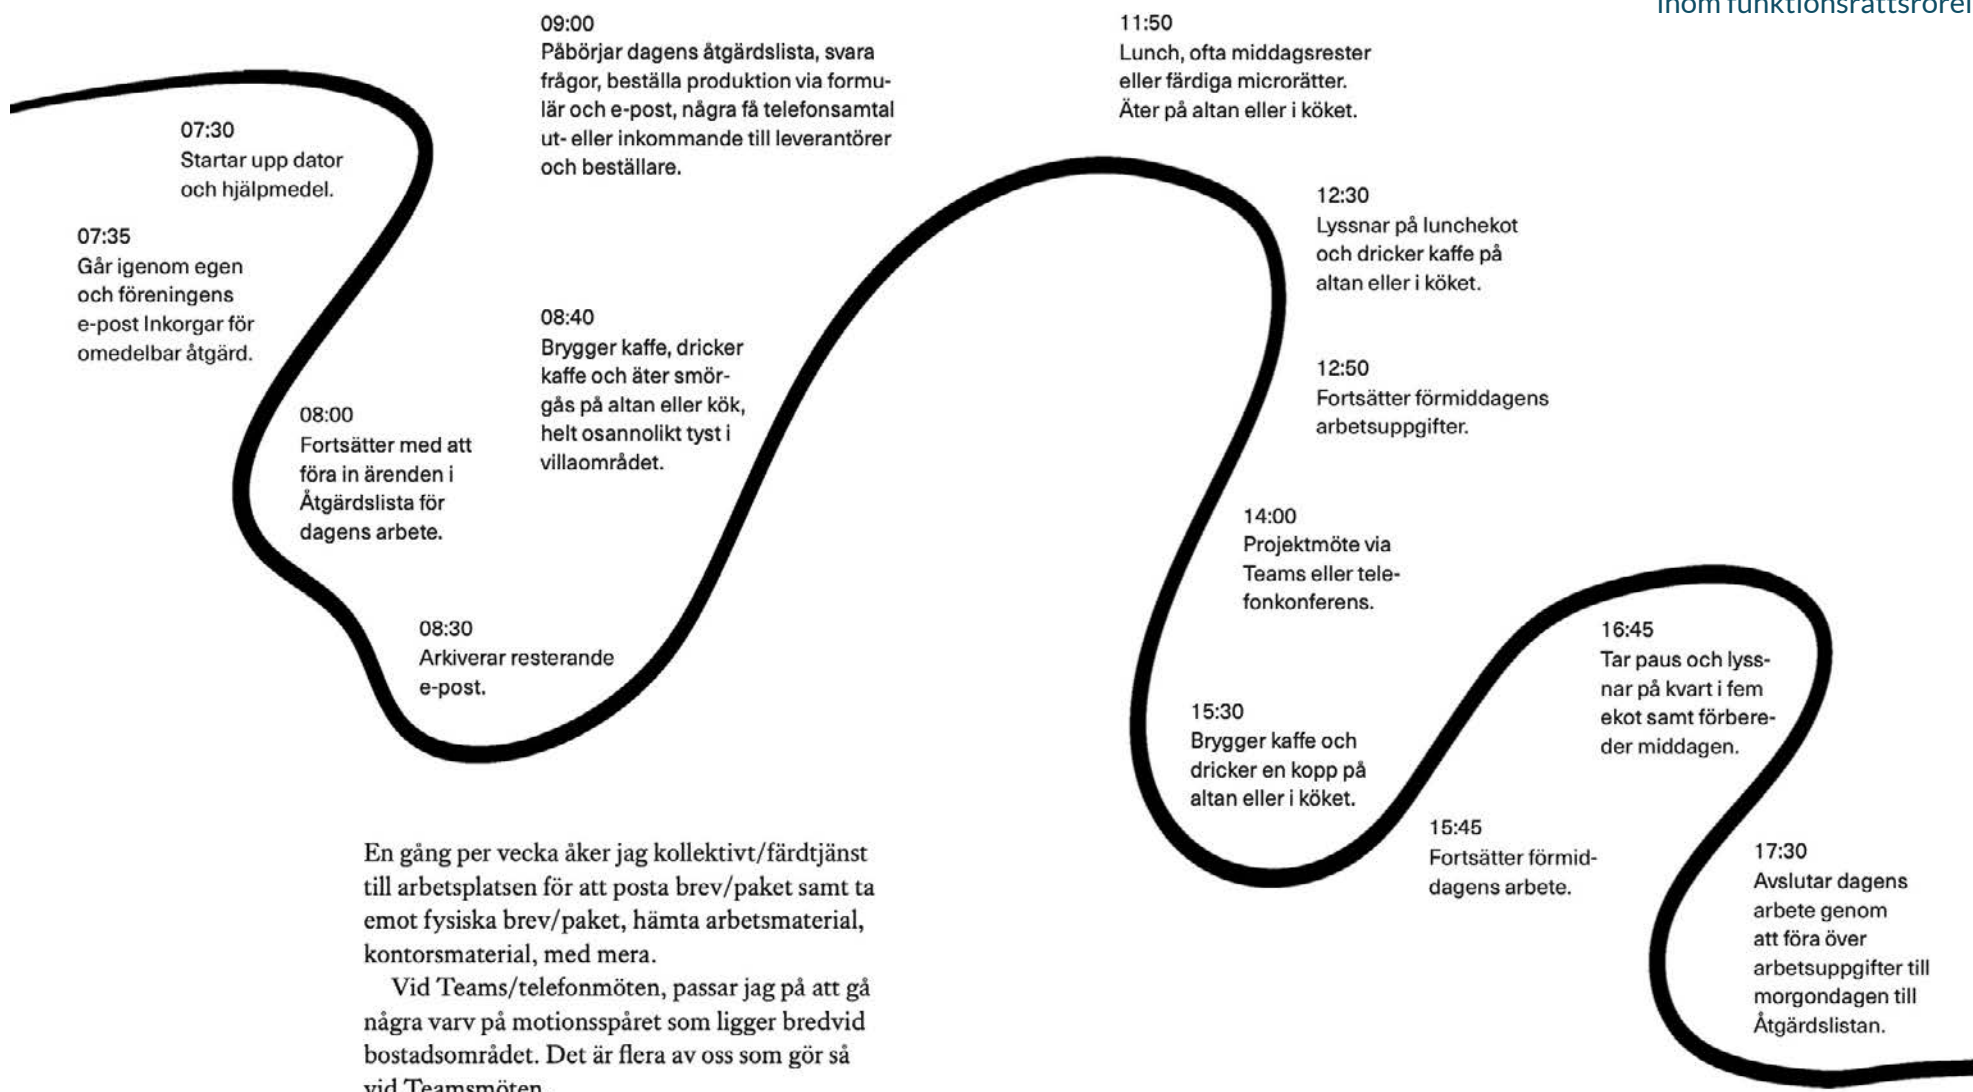 inom funktionsrättsrörel
07:30
Startar upp dator
och hjälpmedel.
07:35
Går igenom egen
och föreningens
e-post Inkorgar för
omedelbar åtgärd.
08:00
Fortsätter med att
föra in ärenden i
Åtgärdslista för
dagens arbete.
08:30
Arkiverar resterande
e-post.
08:40
Brygger kaffe, dricker
kaffe och äter smör-
gås på altan eller kök,
helt osannolikt tyst i
villaområdet.
09:00
Påbörjar dagens åtgärdslista, svara
frågor, beställa produktion via formu-
lär och e-post, några få telefonsamtal
ut- eller inkommande till leverantörer
och beställare.
11:50
Lunch, ofta middagsrester
eller färdiga microrätter.
Äter på altan eller i köket.
12:30
Lyssnar på lunchekot
och dricker kaffe på
altan eller i köket.
12:50
Fortsätter förmiddagens
arbetsuppgifter.
14:00
Projektmöte via
Teams eller tele-
fonkonferens.
15:30
Brygger kaffe och
dricker en kopp på
altan eller i köket.
15:45
Fortsätter förmid-
dagens arbete.
16:45
Tar paus och lyss-
nar på kvart i fem
ekot samt förbere-
der middagen.
17:30
Avslutar dagens
arbete genom
att föra över
arbetsuppgifter till
morgondagen till
Åtgärdslistan.
En gång per vecka åker jag kollektivt/färdtjänst
till arbetsplatsen för att posta brev/paket samt ta
emot fysiska brev/paket, hämta arbetsmaterial,
kontorsmaterial, med mera.
Vid Teams/telefonmöten, passar jag på att gå
några varv på motionsspåret som ligger bredvid
bostadsområdet. Det är flera av oss som gör så
vid Teamsmöten.